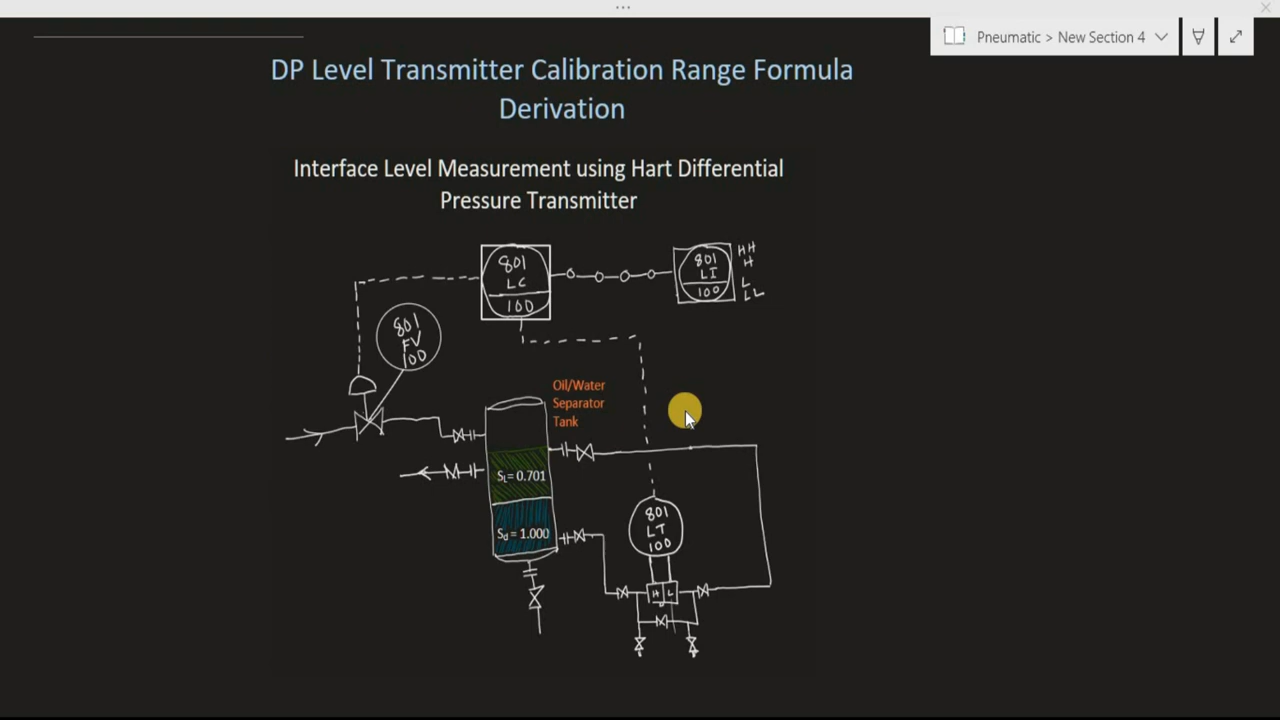 Pneumatic > New Section 4
DP Level Transmitter Calibration Range Formula
Derivation
Interface Level Measurement using Hart Differential
Pressure Transmitter
801
LC
100
801
LI
100
HH
H
L
LL
801
FV
100
Oil/Water
Separator
Tank
SL= 0.701
Sd = 1.000
801
LT
100
H L